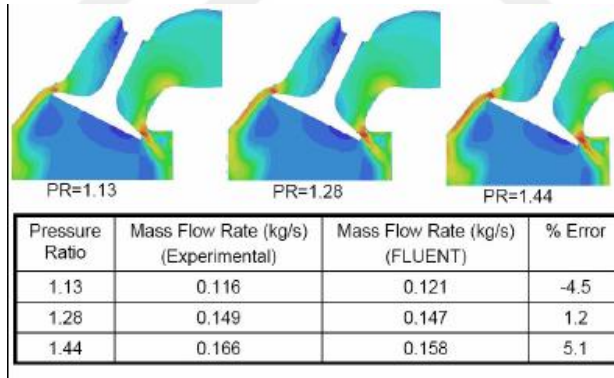 PR=1.13 PR=1.28 PR=1.44
Pressure Ratio Mass Flow Rate (kg/s) (Experimental) Mass Flow Rate (kg/s) (FLUENT) % Error
1.13 0.116 0.121 -4.5
1.28 0.149 0.147 1.2
1.44 0.166 0.158 5.1